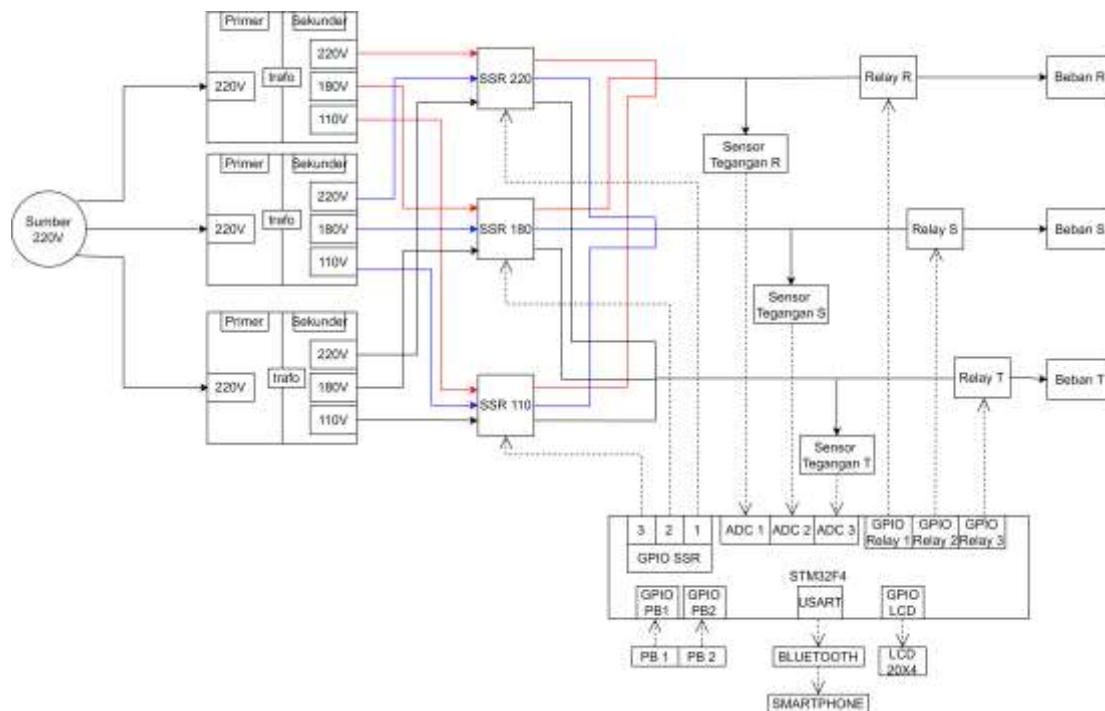 Primer
Sekunder
220V
trafo
220V
180V
110V
Primer
Sekunder
220V
trafo
220V
180V
110V
Primer
Sekunder
220V
trafo
220V
180V
110V
Sumber
220V
SSR 220
SSR 180
SSR 110
Relay R
Beban R
Sensor
Tegangan R
Relay S
Beban S
Sensor
Tegangan S
Relay T
Beban T
Sensor
Tegangan T
3
2
1
GPIO SSR
ADC 1
ADC 2
ADC 3
GPIO
Relay 1
GPIO
Relay 2
GPIO
Relay 3
STM32F4
GPIO
PB1
GPIO
PB2
USART
GPIO
LCD
PB 1
PB 2
BLUETOOTH
LCD
20X4
SMARTPHONE